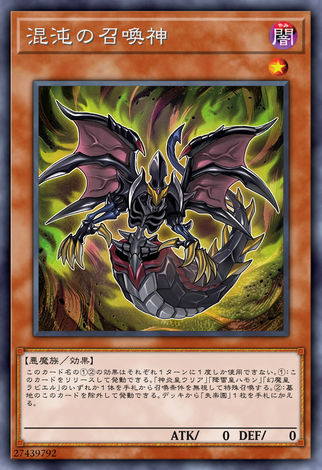 混沌の召喚神
やみ
闇
【悪魔族／効果】
このカード名の①②の効果はそれぞれ１ターンに１度しか使用できない。①：こ
のカードをリリースして発動できる。「神炎皇ウリア」「降雷皇ハモン」「幻魔皇
ラビエル」のいずれか１体を手札から召喚条件を無視して特殊召喚する。②：墓
地のこのカードを除外して発動できる。デッキから「失楽園」１枚を手札に加え
る。
ATK/ 0 DEF/ 0
27439792